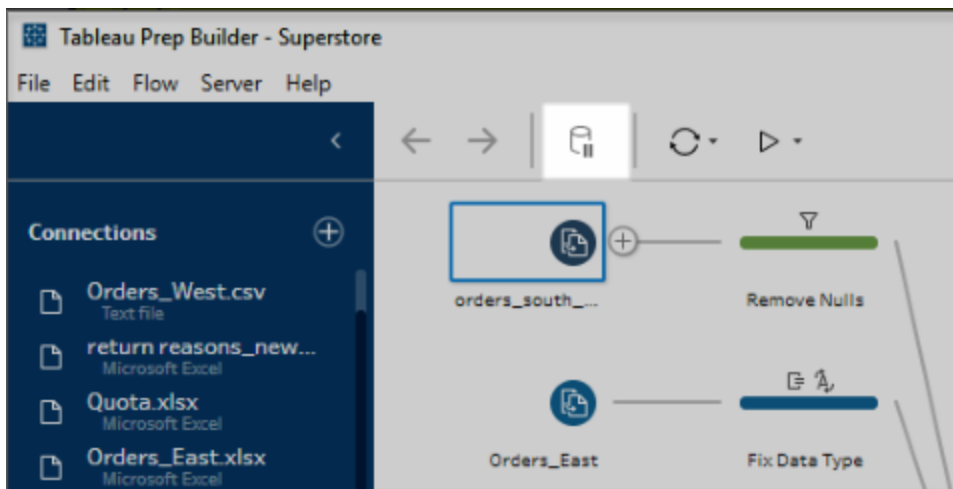 Tableau Prep Builder - Superstore
File Edit Flow Server Help
Connections
Orders_West.csv
Text file
return reasons_new...
Microsoft Excel
Quota.xlsx
Microsoft Excel
Orders_East.xlsx
Microsoft Excel
orders_south_...
Remove Nulls
Orders_East
Fix Data Type